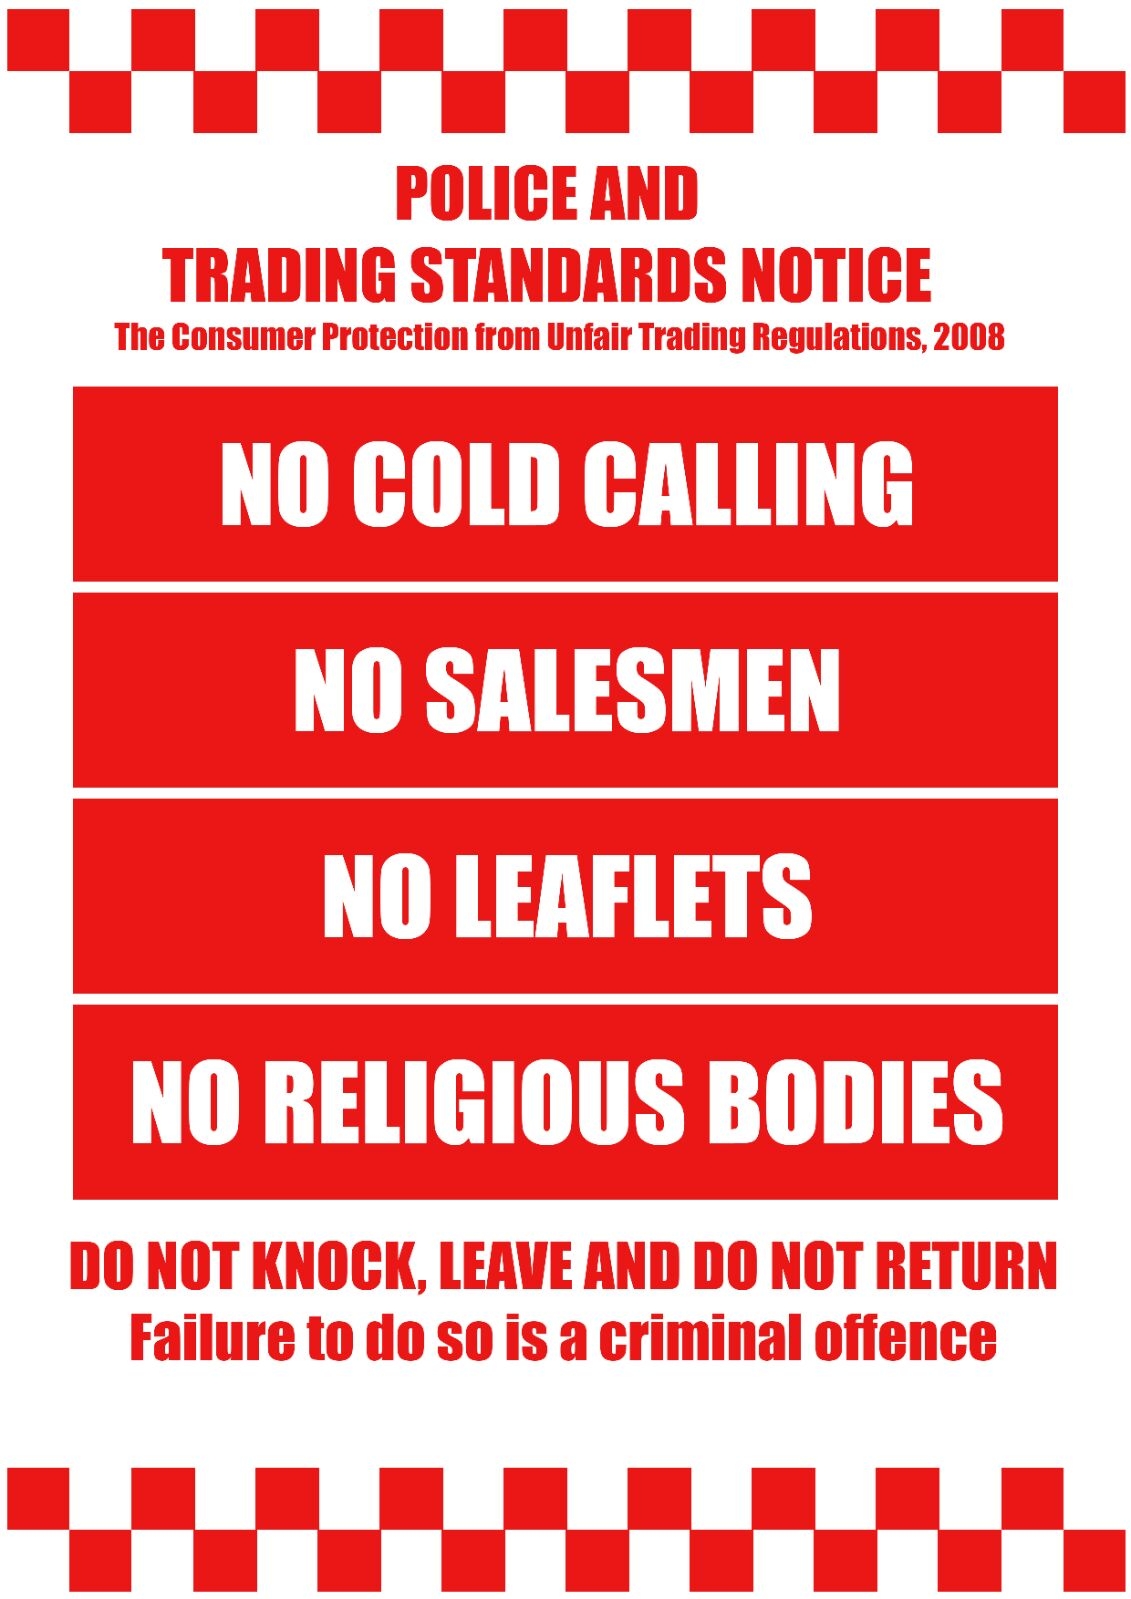 POLICE AND
TRADING STANDARDS NOTICE
The Consumer Protection from Unfair Trading Regulations, 2008
NO COLD CALLING
NO SALESMEN
NO LEAFLETS
NO RELIGIOUS BODIES
DO NOT KNOCK, LEAVE AND DO NOT RETURN
Failure to do so is a criminal offence